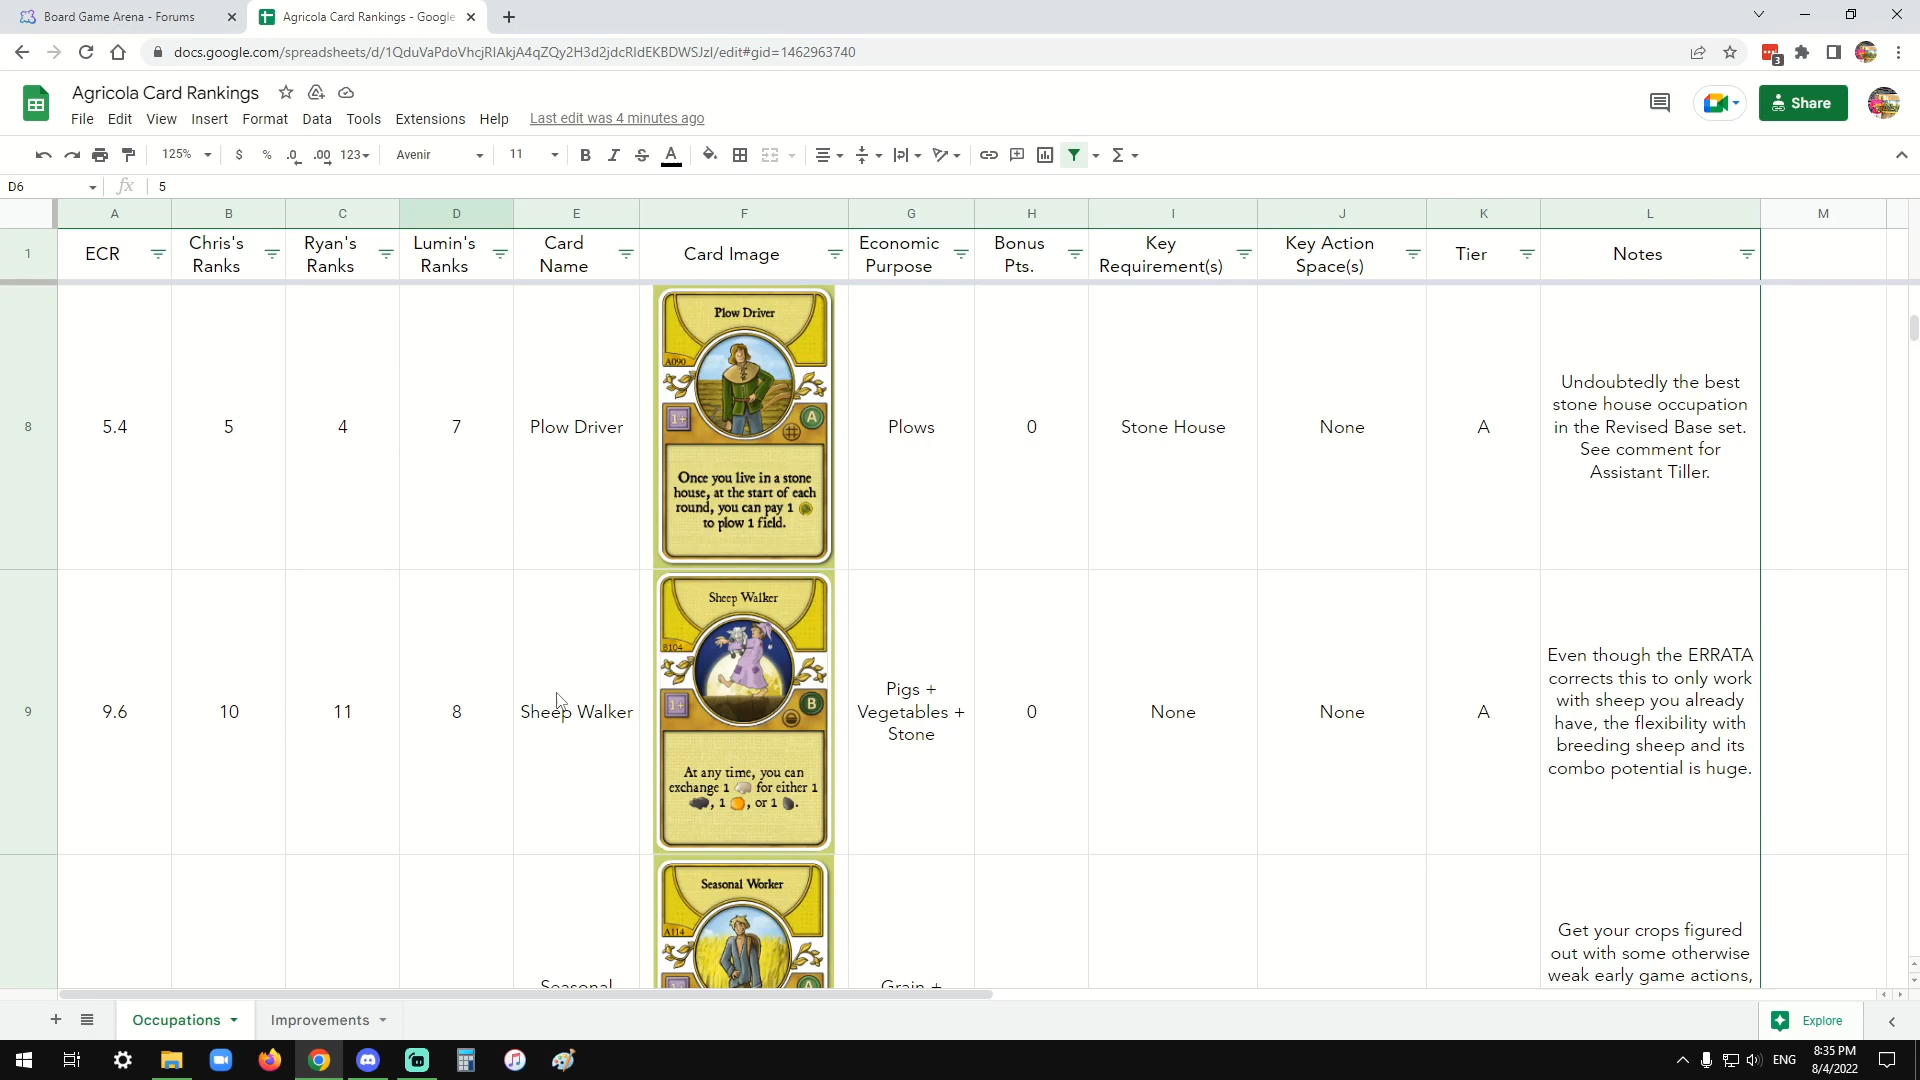 Board Game Arena - Forums
Agricola Card Rankings - Google
docs.google.com/spreadsheets/d/1QduVaPdoVhcjRIAkjA4qZQy2H3d2jdcRldEKBDWSJzI/edit#gid=1462963740
3
Agricola Card Rankings
File Edit View Insert Format Data Tools Extensions Help Last edit was 4 minutes ago
Share
125% $ % .0 .00 123 Avenir 11 B I S A
D6 fx 5
A B C D E F G H I J K L M
1
ECR
Chris's
Ranks
Ryan's
Ranks
Lumin's
Ranks
Card
Name
Card Image
Economic
Purpose
Bonus
Pts.
Key
Requirement(s)
Key Action
Space(s)
Tier
Notes
8
5.4
5
4
7
Plow Driver
Plow Driver
A090
1+
A
Once you live in a stone
house, at the start of each
round, you can pay 1
to plow 1 field.
Plows
0
Stone House
None
A
Undoubtedly the best
stone house occupation
in the Revised Base set.
See comment for
Assistant Tiller.
9
9.6
10
11
8
Sheep Walker
Sheep Walker
B104
1+
B
At any time, you can
exchange 1 for either 1
, 1 , or 1 .
Pigs +
Vegetables +
Stone
0
None
None
A
Even though the ERRATA
corrects this to only work
with sheep you already
have, the flexibility with
breeding sheep and its
combo potential is huge.
Seasonal
Seasonal Worker
A114
Grain +
Get your crops figured
out with some otherwise
weak early game actions,
Occupations
Improvements
Explore
ENG
8:35 PM
8/4/2022